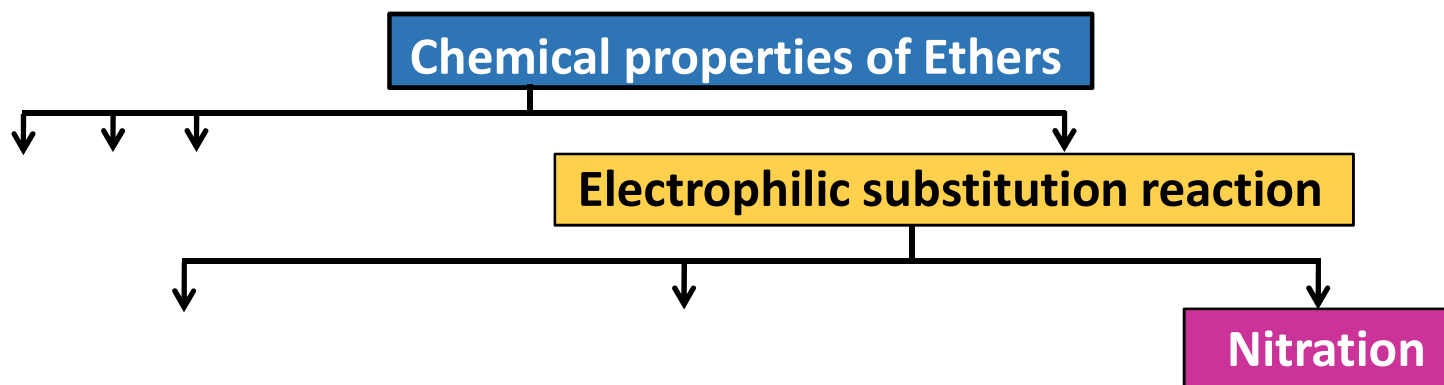 Chemical properties of Ethers
Electrophilic substitution reaction
Nitration